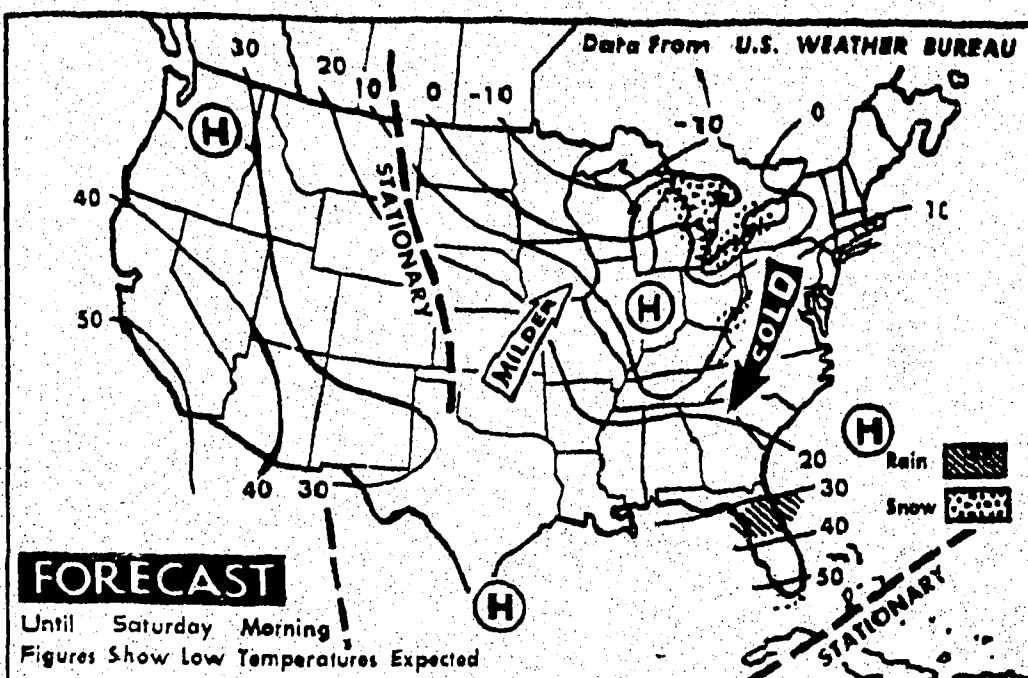 Data From U.S. WEATHER BUREAU
30
20
10
0
-10
-10
0
H
40
STATIONARY
10
50
H
MILDER
COLD
H
40
30
20
30
40
50
Rain
Snow
H
STATIONARY
FORECAST
Until Saturday Morning
Figures Show Low Temperatures Expected